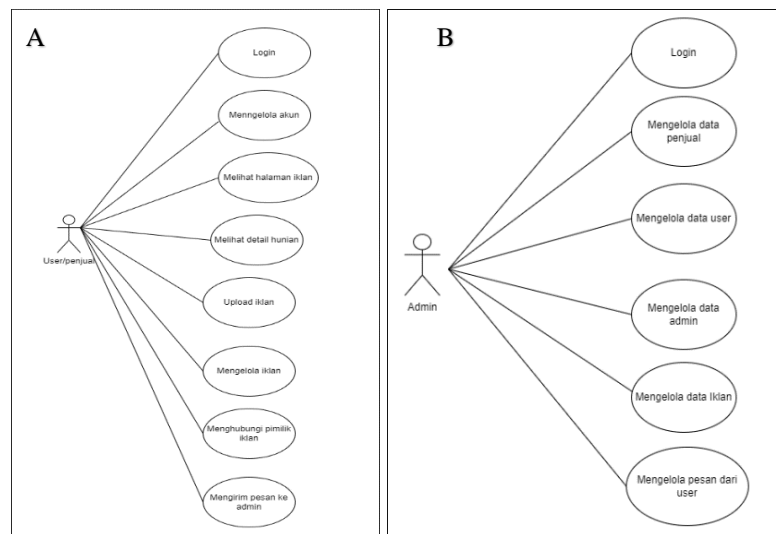 A
Login
Menngelola akun
Melihat halaman iklan
Melihat detail hunian
User/penjual
Upload iklan
Mengelola iklan
Menghubungi pimilik
iklan
Mengirim pesan ke
admin
B
Login
Mengelola data
penjual
Mengelola data user
Admin
Mengelola data
admin
Mengelola data Iklan
Mengelola pesan dari
user